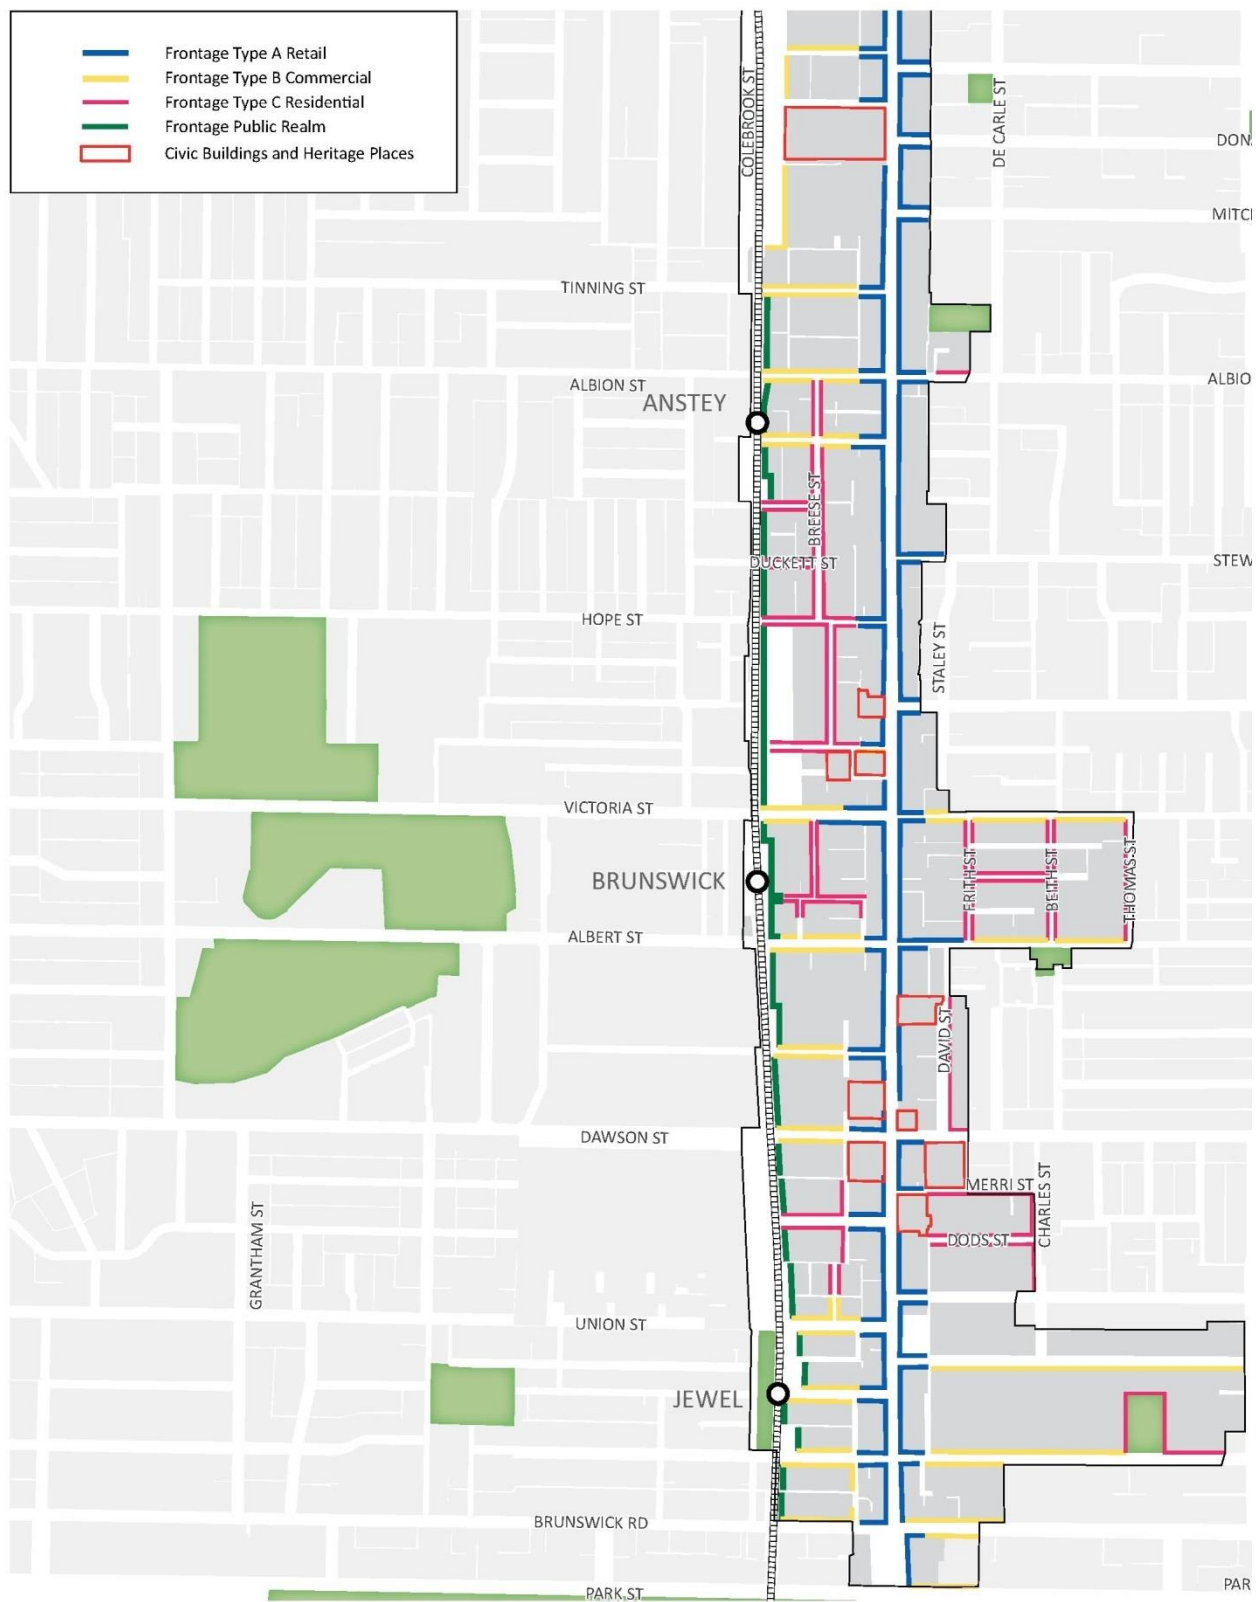 Frontage Type A Retail
Frontage Type B Commercial
Frontage Type C Residential
Frontage Public Realm
Civic Buildings and Heritage Places
COLEBROOK ST
DE CARLE ST
DON
MITC
TINNING ST
ALBION ST
ALBIO
ANSTEY
BREESE ST
DUCKETT ST
STEW
HOPE ST
STALEY ST
VICTORIA ST
BRUNSWICK
FRITH ST
BEITH ST
THOMAS ST
ALBERT ST
DAVID ST
DAWSON ST
MERRI ST
CHARLES ST
DODS ST
GRANTHAM ST
UNION ST
JEWEL
BRUNSWICK RD
PARK ST
PAR